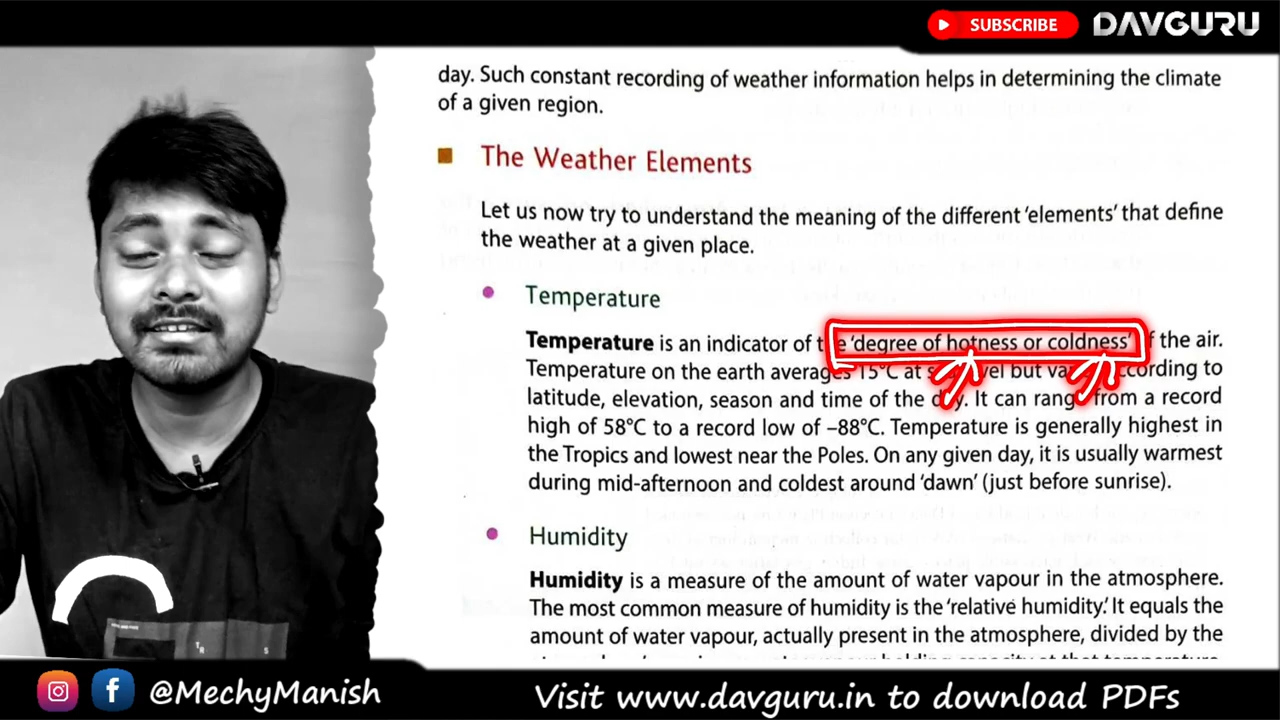 SUBSCRIBE DAVGURU
day. Such constant recording of weather information helps in determining the climate
of a given region.
The Weather Elements
Let us now try to understand the meaning of the different 'elements' that define
the weather at a given place.
Temperature
Temperature is an indicator of the 'degree of hotness or coldness' of the air.
Temperature on the earth averages 15°C at level but according to
latitude, elevation, season and time of the day. It can range from a record
high of 58°C to a record low of –88°C. Temperature is generally highest in
the Tropics and lowest near the Poles. On any given day, it is usually warmest
during mid-afternoon and coldest around 'dawn' (just before sunrise).
Humidity
Humidity is a measure of the amount of water vapour in the atmosphere.
The most common measure of humidity is the 'relative humidity.' It equals the
amount of water vapour, actually present in the atmosphere, divided by the
@MechyManish
Visit www.davguru.in to download PDFs